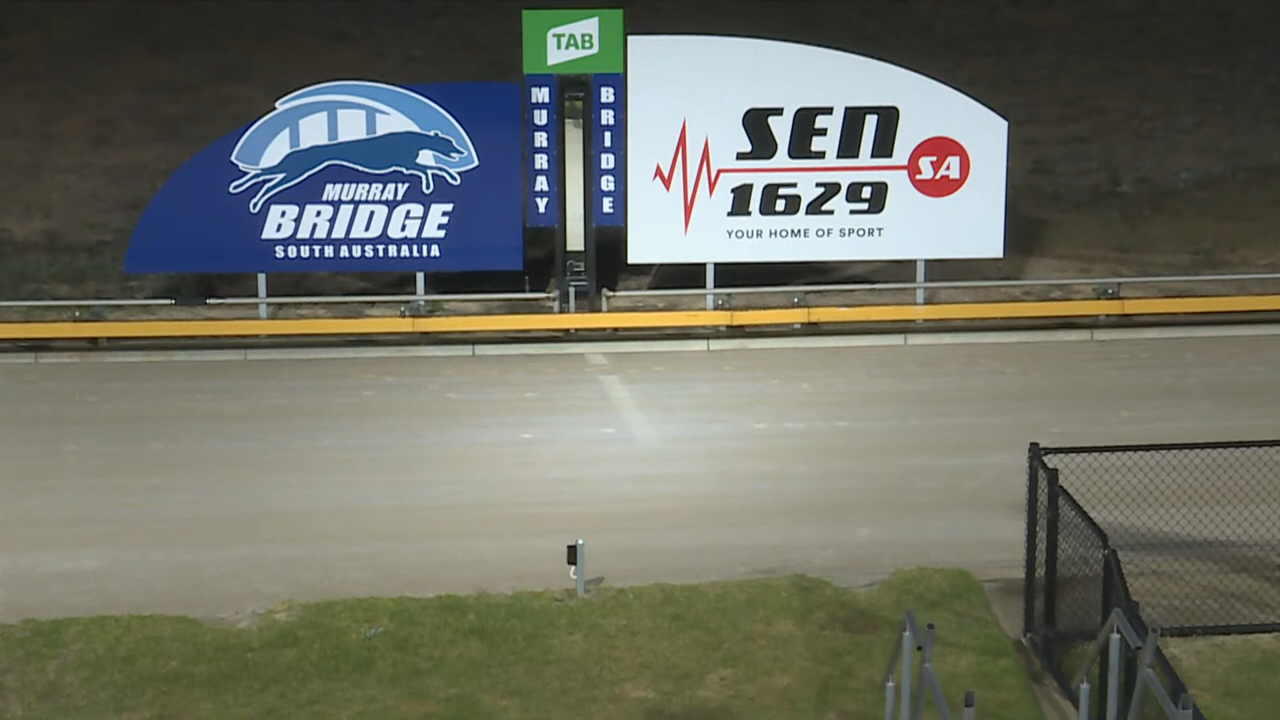 TAB
MURRAY
BRIDGE
MURRAY
BRIDGE
SOUTH AUSTRALIA
SEN
SA
1629
YOUR HOME OF SPORT